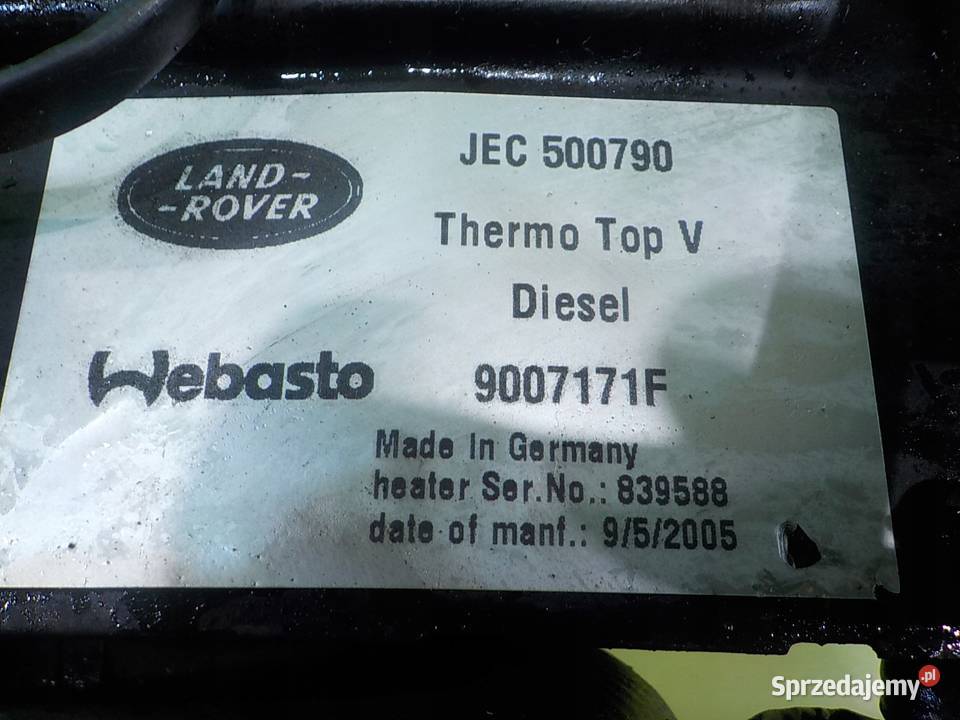 LAND-
-ROVER
JEC 500790
Thermo Top V
Diesel
Webasto
9007171F
Made In Germany
heater Ser.No.: 839588
date of manf.: 9/5/2005
Sprzedajemy.pl